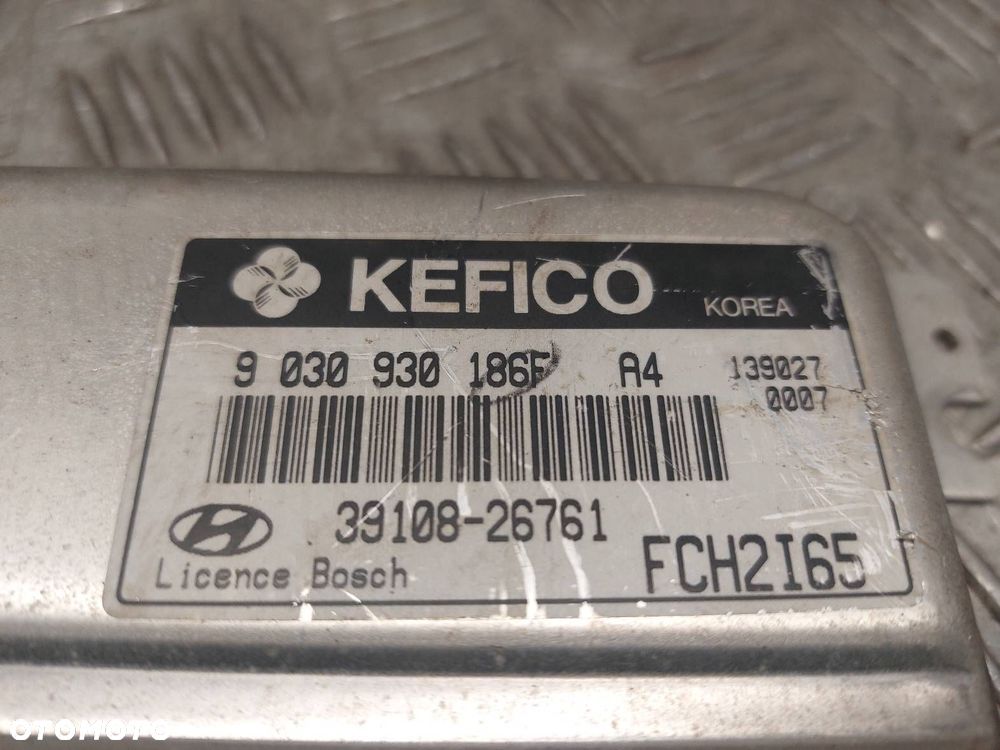 KEFICO KOREA
9 030 930 186F A4 139027
0007
39108-26761
Licence Bosch FCH2I65
OTOMOTO